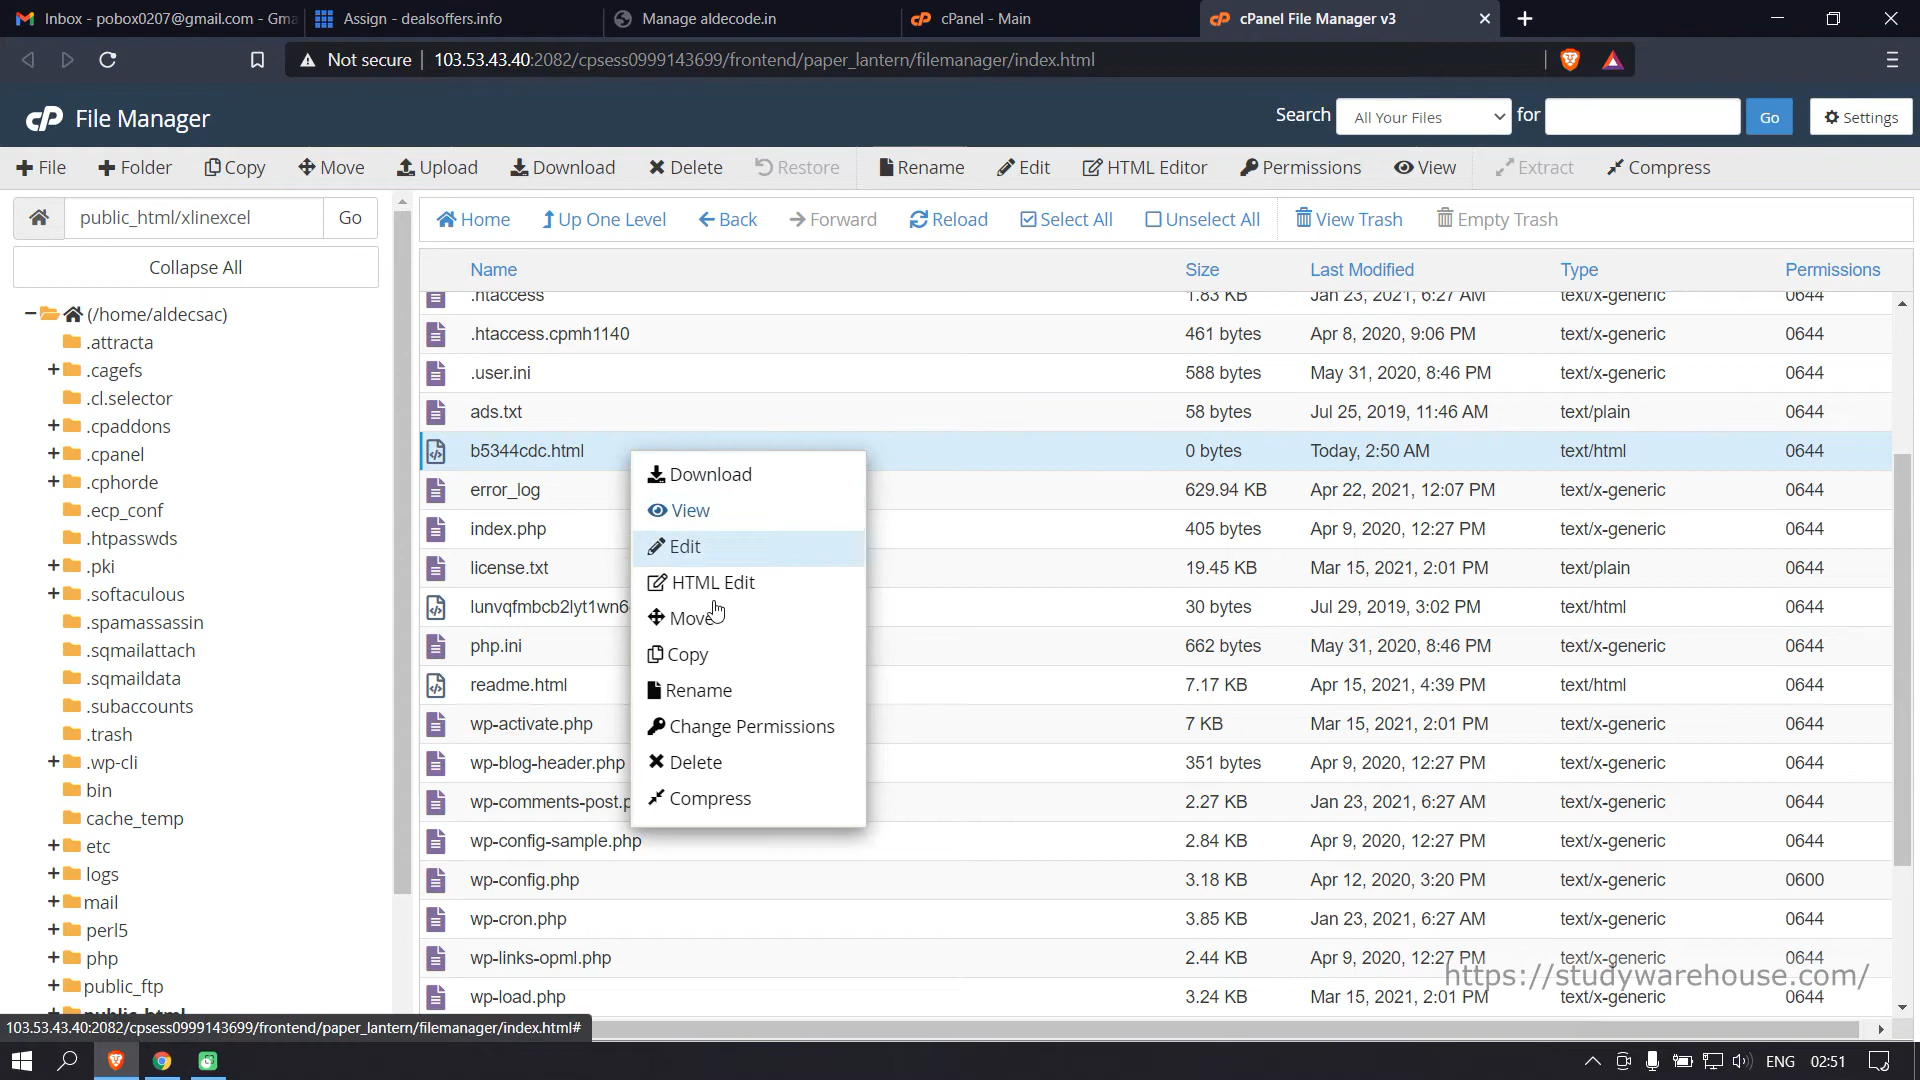 Inbox - pobox0207@gmail.com - Gma
Assign - dealsoffers.info
Manage aldecode.in
cPanel - Main
cPanel File Manager v3
Not secure
103.53.43.40:2082/cpsess0999143699/frontend/paper_lantern/filemanager/index.html
cP File Manager
Search All Your Files for Go Settings
File Folder Copy Move Upload Download Delete Restore Rename Edit HTML Editor Permissions View Extract Compress
public_html/xlinexcel Go
Home Up One Level Back Forward Reload Select All Unselect All View Trash Empty Trash
Collapse All
(/home/aldecsac)
.attracta
.cagefs
.cl.selector
.cpaddons
.cpanel
.cphorde
.ecp_conf
.htpasswds
.pki
.softaculous
.spamassassin
.sqmailattach
.sqmaildata
.subaccounts
.trash
.wp-cli
bin
cache_temp
etc
logs
mail
perl5
php
public_ftp
public_html
Name Size Last Modified Type Permissions
.htaccess 1.83 KB Jan 23, 2021, 6:27 AM text/x-generic 0644
.htaccess.cpmh1140 461 bytes Apr 8, 2020, 9:06 PM text/x-generic 0644
.user.ini 588 bytes May 31, 2020, 8:46 PM text/x-generic 0644
ads.txt 58 bytes Jul 25, 2019, 11:46 AM text/plain 0644
b5344cdc.html 0 bytes Today, 2:50 AM text/html 0644
error_log 629.94 KB Apr 22, 2021, 12:07 PM text/x-generic 0644
index.php 405 bytes Apr 9, 2020, 12:27 PM text/x-generic 0644
license.txt 19.45 KB Mar 15, 2021, 2:01 PM text/plain 0644
lunvqfmbcb2lyt1wn6 30 bytes Jul 29, 2019, 3:02 PM text/html 0644
php.ini 662 bytes May 31, 2020, 8:46 PM text/x-generic 0644
readme.html 7.17 KB Apr 15, 2021, 4:39 PM text/html 0644
wp-activate.php 7 KB Mar 15, 2021, 2:01 PM text/x-generic 0644
wp-blog-header.php 351 bytes Apr 9, 2020, 12:27 PM text/x-generic 0644
wp-comments-post.p 2.27 KB Jan 23, 2021, 6:27 AM text/x-generic 0644
wp-config-sample.php 2.84 KB Apr 9, 2020, 12:27 PM text/x-generic 0644
wp-config.php 3.18 KB Apr 12, 2020, 3:20 PM text/x-generic 0600
wp-cron.php 3.85 KB Jan 23, 2021, 6:27 AM text/x-generic 0644
wp-links-opml.php 2.44 KB Apr 9, 2020, 12:27 PM text/x-generic 0644
wp-load.php 3.24 KB Mar 15, 2021, 2:01 PM text/x-generic 0644
Download
View
Edit
HTML Edit
Move
Copy
Rename
Change Permissions
Delete
Compress
https://studywarehouse.com/
103.53.43.40:2082/cpsess0999143699/frontend/paper_lantern/filemanager/index.html#
ENG 02:51